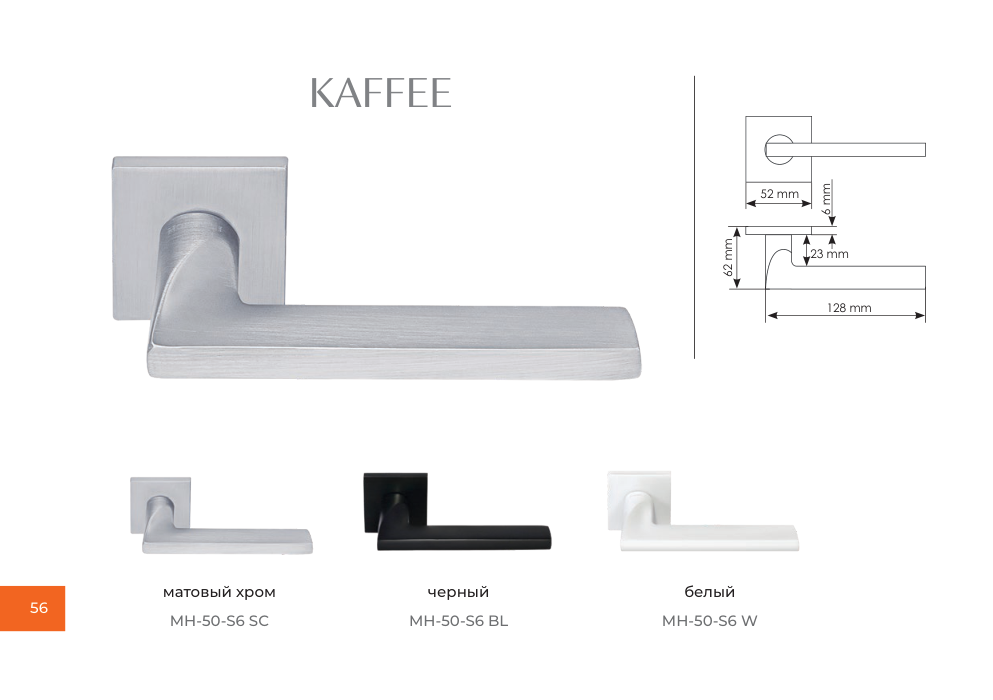 KAFFEE
52 mm
6 mm
62 mm
23 mm
128 mm
матовый хром
MH-50-S6 SC
черный
MH-50-S6 BL
белый
MH-50-S6 W
56